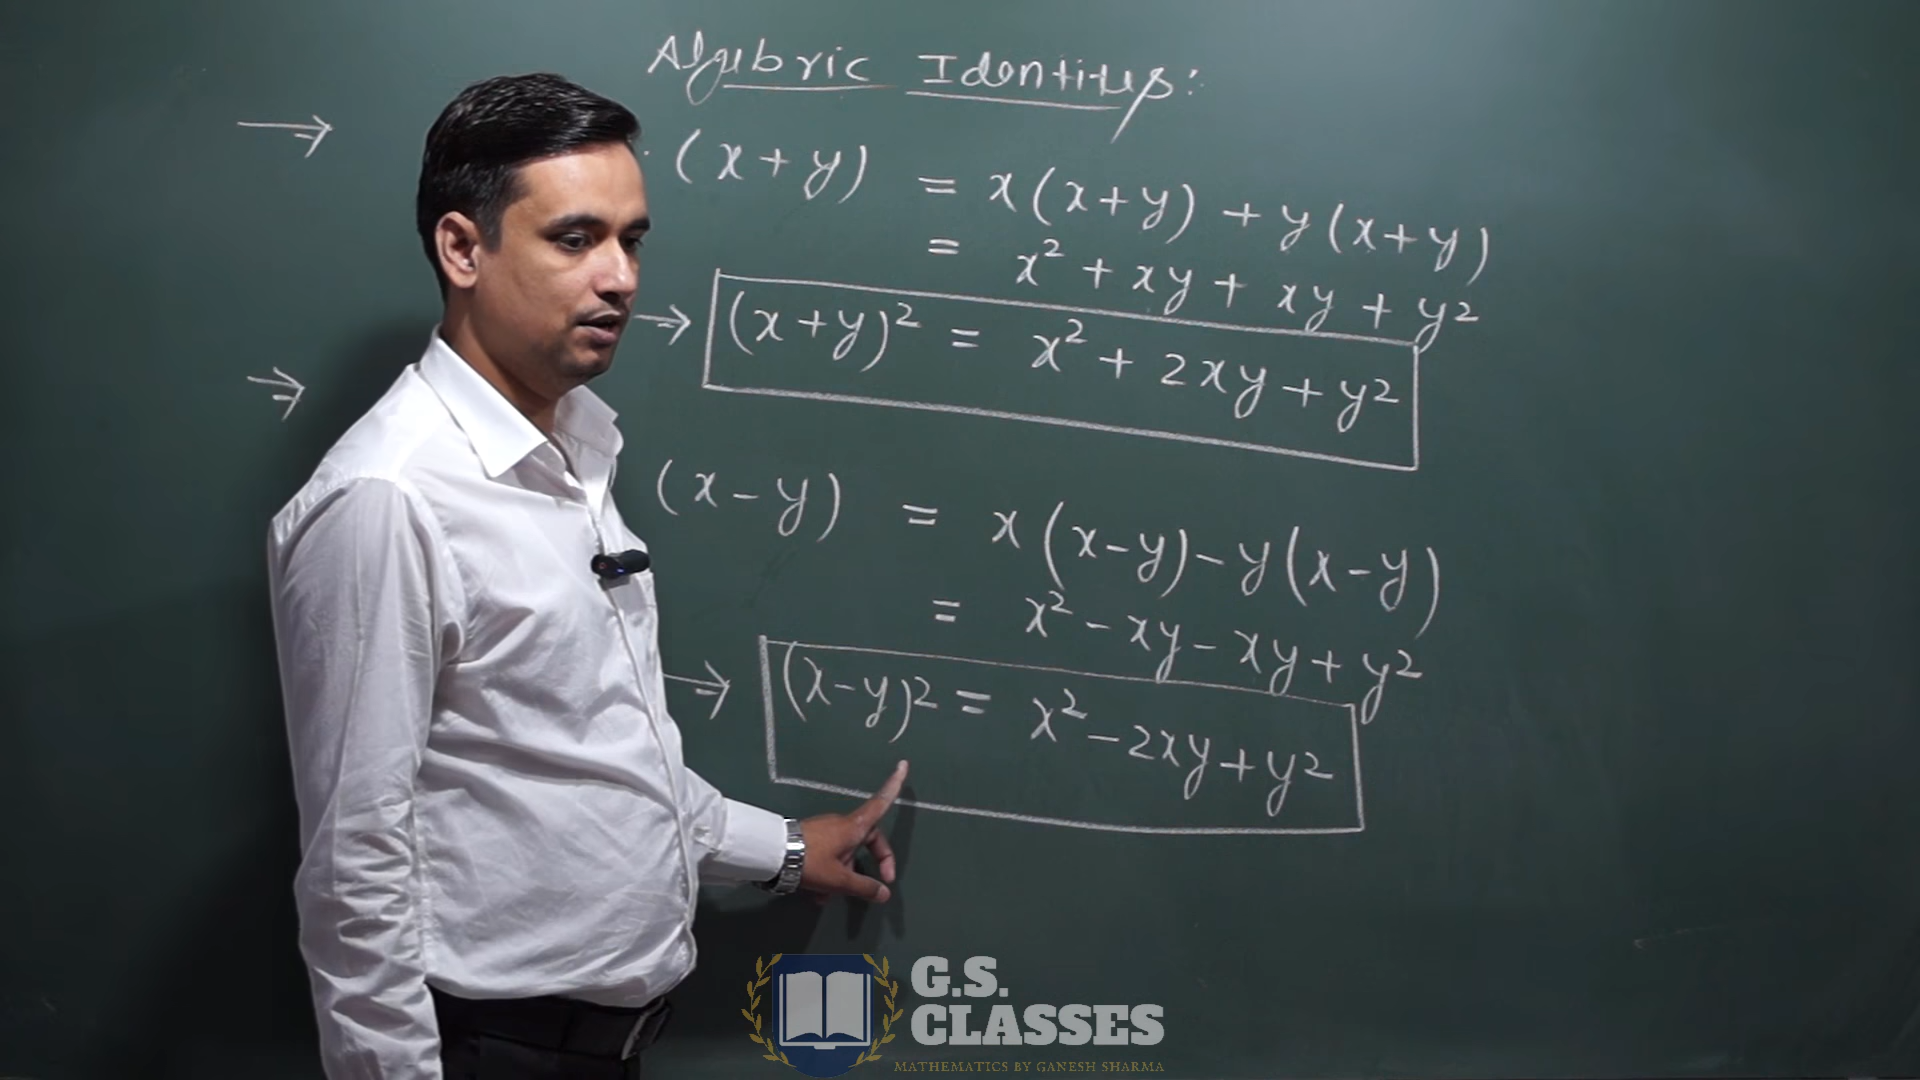 Algebric Identities:
(x+y) = x(x+y) + y(x+y)
= x² + xy + xy + y²
→ (x+y)² = x² + 2xy + y²
(x-y) = x(x-y)-y(x-y)
= x² - xy - xy + y²
→ (x-y)² = x² - 2xy + y²
G.S.
CLASSES
MATHEMATICS BY GANESH SHARMA